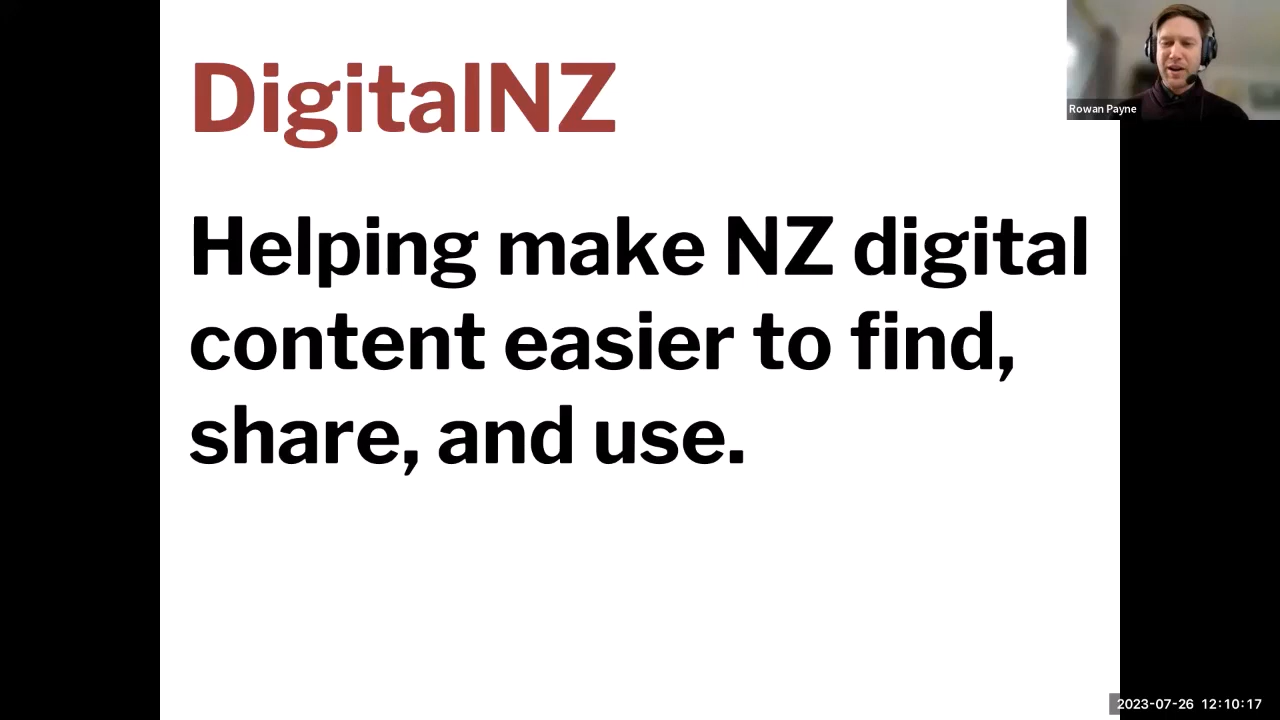 DigitalNZ
Rowan Payne
Helping make NZ digital
content easier to find,
share, and use.
2023-07-26 12:10:17